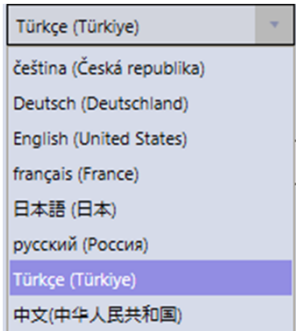 Türkçe (Türkiye)
čeština (Česká republika)
Deutsch (Deutschland)
English (United States)
français (France)
日本語 (日本)
русский (Россия)
Türkçe (Türkiye)
中文(中华人民共和国)